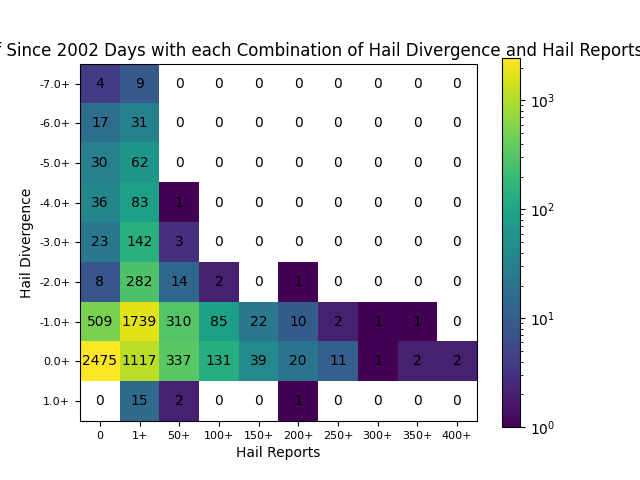 Since 2002 Days with each Combination of Hail Divergence and Hail Reports
-7.0+ 4 9 0 0 0 0 0 0 0 0
-6.0+ 17 31 0 0 0 0 0 0 0 0
-5.0+ 30 62 0 0 0 0 0 0 0 0
-4.0+ 36 83 1 0 0 0 0 0 0 0
-3.0+ 23 142 3 0 0 0 0 0 0 0
-2.0+ 8 282 14 2 0 1 0 0 0 0
-1.0+ 509 1739 310 85 22 10 2 1 1 0
0.0+ 2475 1117 337 131 39 20 11 1 2 2
1.0+ 0 15 2 0 0 1 0 0 0 0
0 1+ 50+ 100+ 150+ 200+ 250+ 300+ 350+ 400+
Hail Reports
Hail Divergence
10³
10²
10¹
10⁰